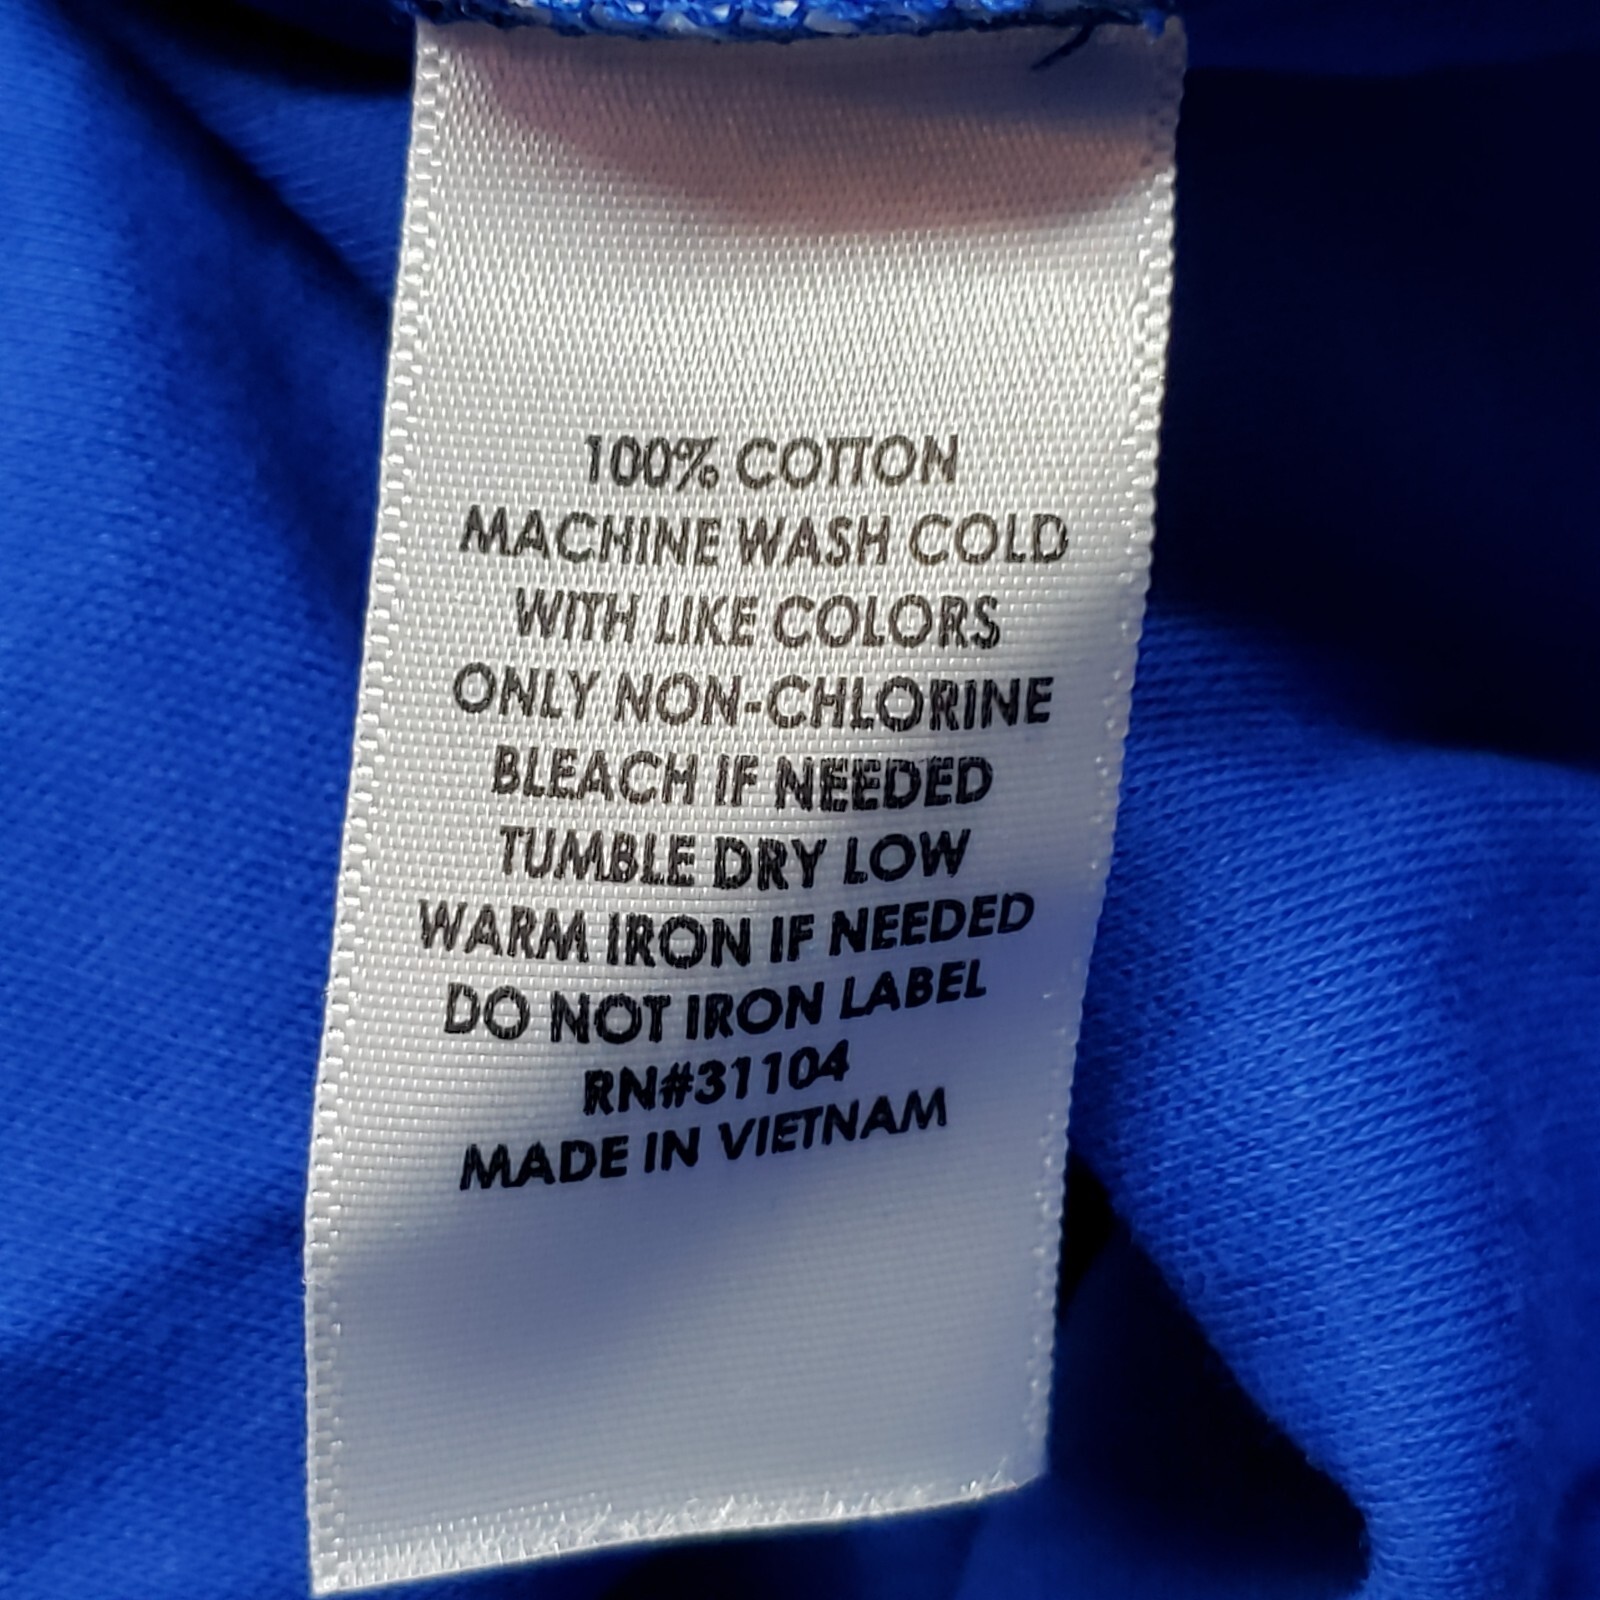 100% COTTON
MACHINE WASH COLD
WITH LIKE COLORS
ONLY NON-CHLORINE
BLEACH IF NEEDED
TUMBLE DRY LOW
WARM IRON IF NEEDED
DO NOT IRON LABEL
RN#31104
MADE IN VIETNAM